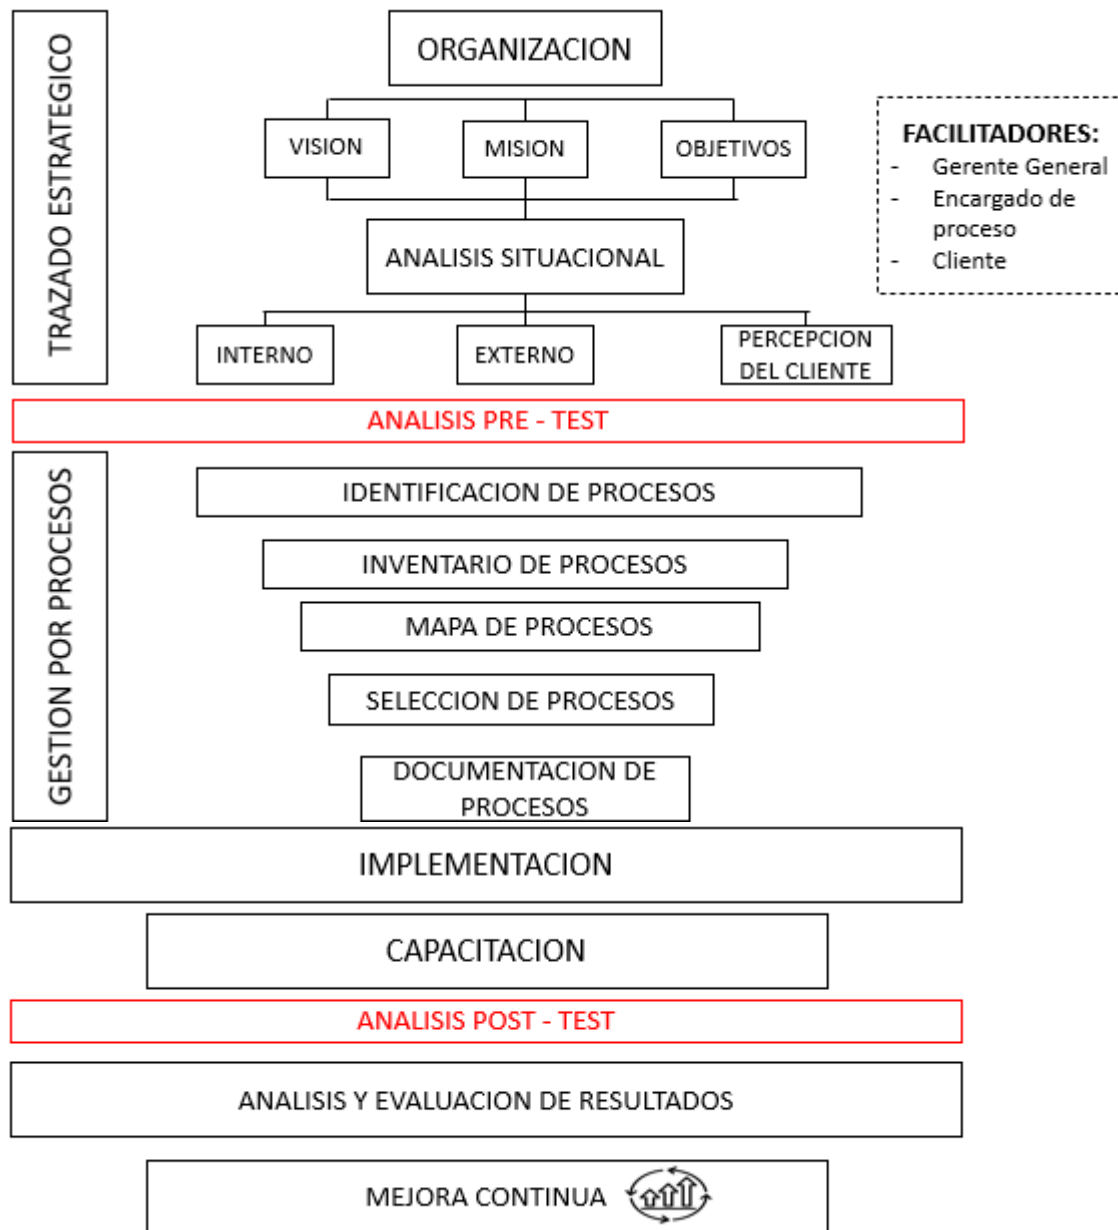 TRAZADO ESTRATEGICO
ORGANIZACION
VISION
MISION
OBJETIVOS
ANALISIS SITUACIONAL
INTERNO
EXTERNO
PERCEPCION
DEL CLIENTE
FACILITADORES:
- Gerente General
- Encargado de
proceso
- Cliente
ANALISIS PRE - TEST
GESTION POR PROCESOS
IDENTIFICACION DE PROCESOS
INVENTARIO DE PROCESOS
MAPA DE PROCESOS
SELECCION DE PROCESOS
DOCUMENTACION DE
PROCESOS
IMPLEMENTACION
CAPACITACION
ANALISIS POST - TEST
ANALISIS Y EVALUACION DE RESULTADOS
MEJORA CONTINUA